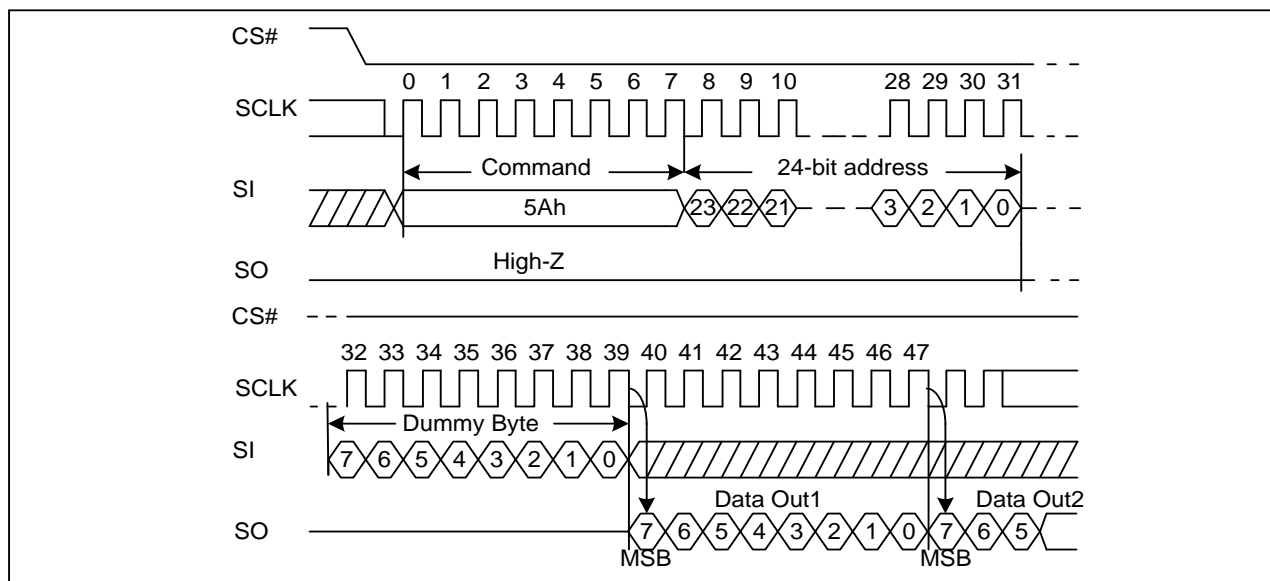 CS#
0 1 2 3 4 5 6 7 8 9 10 28 29 30 31
SCLK
Command 24-bit address
SI
5Ah 23 22 21 3 2 1 0
High-Z
SO
CS#
32 33 34 35 36 37 38 39 40 41 42 43 44 45 46 47
SCLK
Dummy Byte
SI
7 6 5 4 3 2 1 0
Data Out1 Data Out2
SO
7 6 5 4 3 2 1 0 7 6 5
MSB MSB